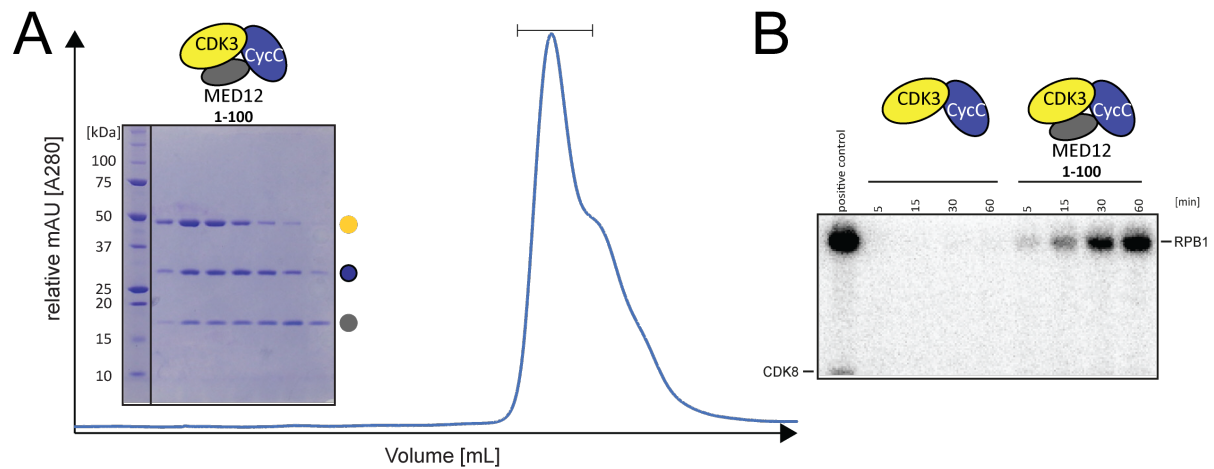 A
CDK3
CycC
MED12
1-100
[kDa]
100
75
50
37
25
20
15
10
relative mAU [A280]
Volume [mL]
B
CDK3
CycC
CDK3
CycC
MED12
1-100
positive control
5
15
30
60
5
15
30
60
[min]
RPB1
CDK8